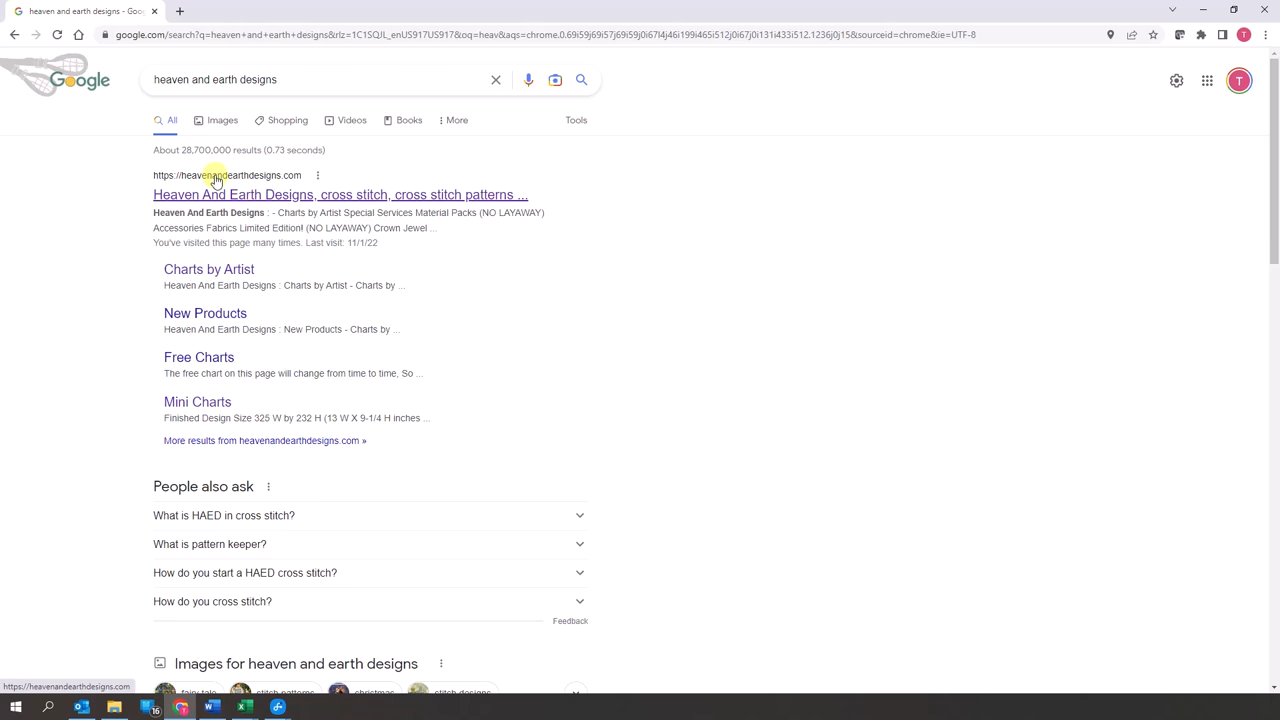 heaven and earth designs - Goo
google.com/search?q=heaven+and+earth+designs&rlz=1C1SQJL_enUS917US917&oq=heav&aqs=chrome.0.69i59j69i57j69i59j0i67l4j46i199i465i512j0i67j0i131i433i512.1236j0j15&sourceid=chrome&ie=UTF-8
T
Google
heaven and earth designs
T
All
Images
Shopping
Videos
Books
More
Tools
About 28,700,000 results (0.73 seconds)
https://heavenandearthdesigns.com
Heaven And Earth Designs, cross stitch, cross stitch patterns ...
Heaven And Earth Designs : - Charts by Artist Special Services Material Packs (NO LAYAWAY)
Accessories Fabrics Limited Edition! (NO LAYAWAY) Crown Jewel ...
You've visited this page many times. Last visit: 11/1/22
Charts by Artist
Heaven And Earth Designs : Charts by Artist - Charts by ...
New Products
Heaven And Earth Designs : New Products - Charts by ...
Free Charts
The free chart on this page will change from time to time, So ...
Mini Charts
Finished Design Size 325 W by 232 H (13 W X 9-1/4 H inches ...
More results from heavenandearthdesigns.com »
People also ask
What is HAED in cross stitch?
What is pattern keeper?
How do you start a HAED cross stitch?
How do you cross stitch?
Feedback
Images for heaven and earth designs
fairy tale
stitch patterns
christmas
stitch designs
https://heavenandearthdesigns.com
16